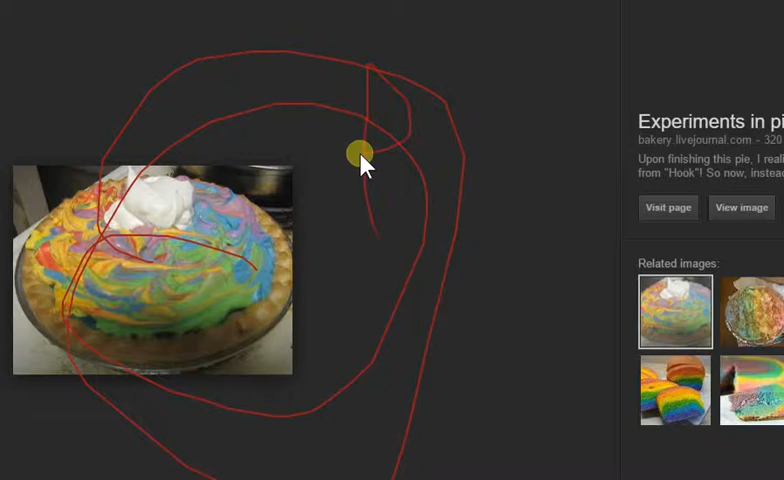 Experiments in pi
bakery.livejournal.com - 320
Upon finishing this pie, I reali
from "Hook"! So now, instea
Visit page
View image
Related images: